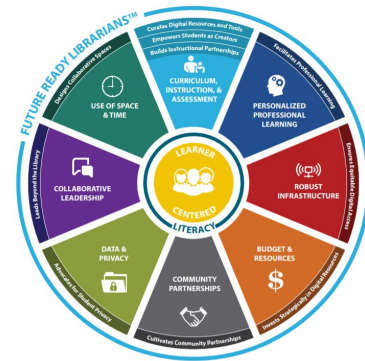 FUTURE READY LIBRARIANS™
Curates Digital Resources and Tools
Empowers Students as Creators
Builds Instructional Partnerships
CURRICULUM,
INSTRUCTION, &
ASSESSMENT
Facilitates Professional Learning
PERSONALIZED
PROFESSIONAL
LEARNING
Ensures Equitable Digital Access
ROBUST
INFRASTRUCTURE
Invests Strategically in Digital Resources
BUDGET &
RESOURCES
$
Cultivates Community Partnerships
COMMUNITY
PARTNERSHIPS
Advocates for Student Privacy
DATA &
PRIVACY
Leads Beyond the Library
COLLABORATIVE
LEADERSHIP
Designs Collaborative Spaces
USE OF SPACE
& TIME
LEARNER
CENTERED
LITERACY